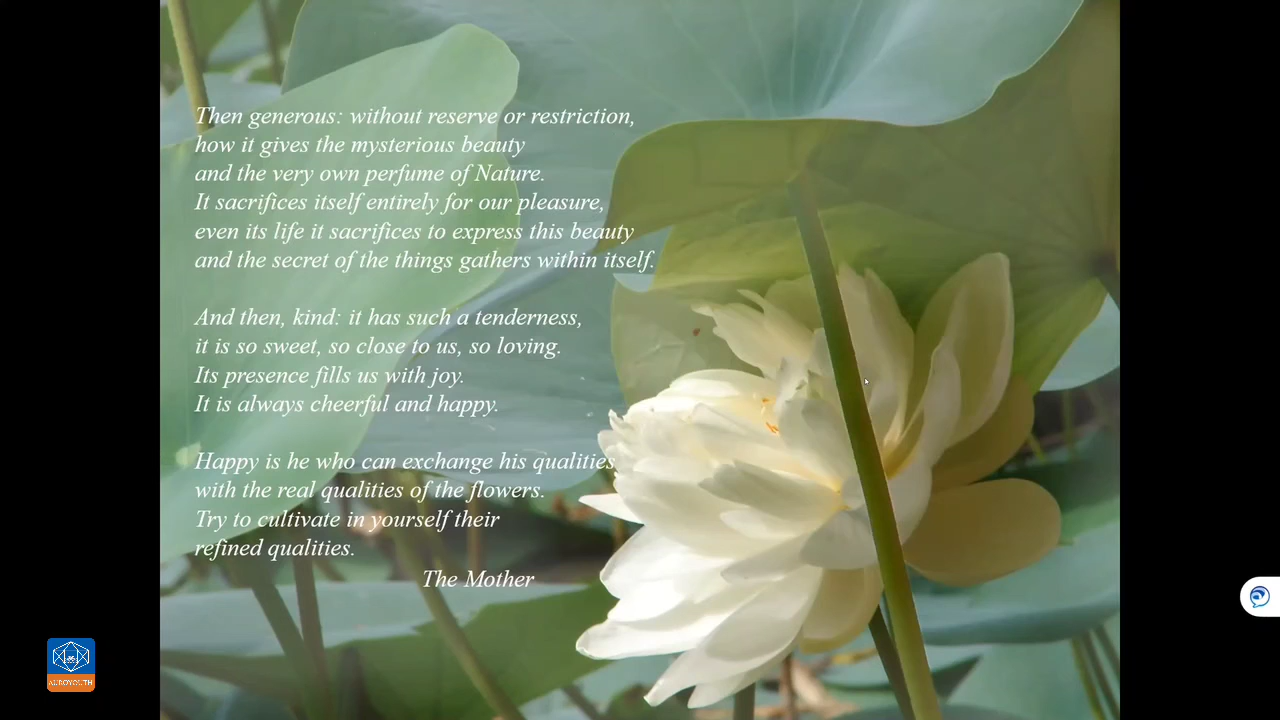 Then generous: without reserve or restriction,
how it gives the mysterious beauty
and the very own perfume of Nature.
It sacrifices itself entirely for our pleasure,
even its life it sacrifices to express this beauty
and the secret of the things gathers within itself.
And then, kind: it has such a tenderness,
it is so sweet, so close to us, so loving.
Its presence fills us with joy.
It is always cheerful and happy.
Happy is he who can exchange his qualities
with the real qualities of the flowers.
Try to cultivate in yourself their
refined qualities.
The Mother
AUROYOUTH